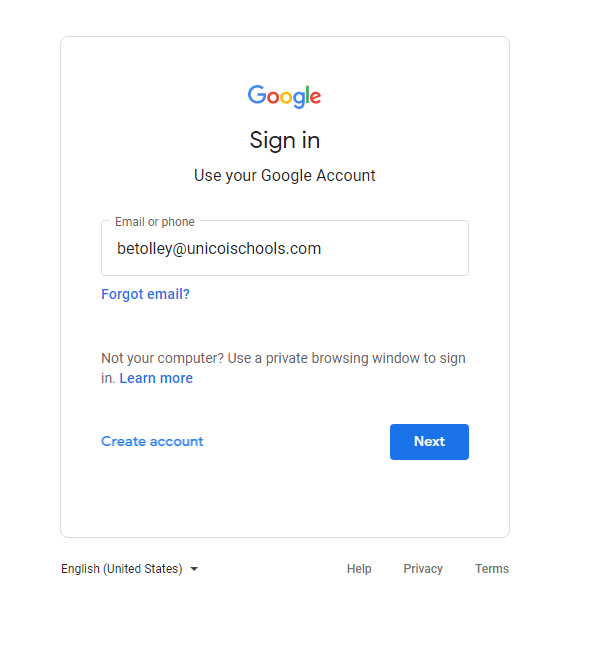 Google
Sign in
Use your Google Account
Email or phone
betolley@unicoischools.com
Forgot email?
Not your computer? Use a private browsing window to sign
in. Learn more
Create account
Next
English (United States)
Help
Privacy
Terms